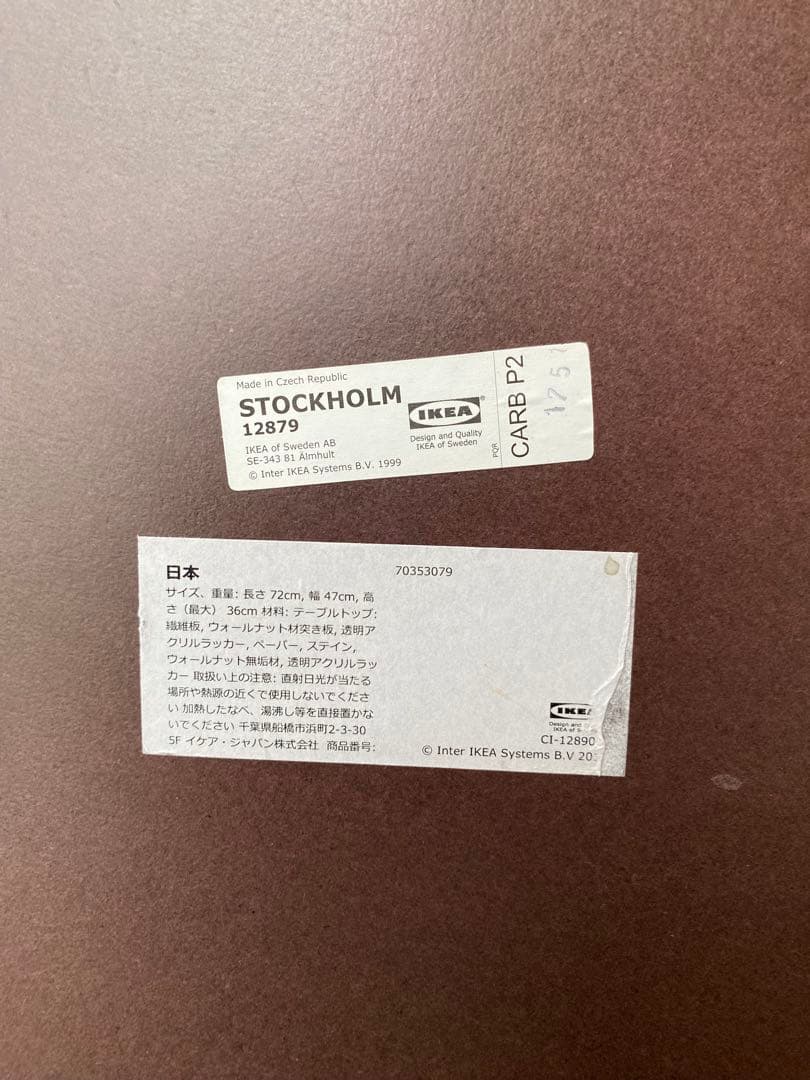 Made in Czech Republic
STOCKHOLM
12879
IKEA of Sweden AB
SE-343 81 Älmhult
© Inter IKEA Systems B.V. 1999
IKEA®
Design and Quality
IKEA of Sweden
PQR
CARB P2
日本
サイズ、重量: 長さ 72cm, 幅 47cm, 高
さ（最大） 36cm 材料: テーブルトップ:
繊維板, ウォールナット材突き板, 透明ア
クリルラッカー, ペーパー, ステイン,
ウォールナット無垢材, 透明アクリルラッ
カー 取扱い上の注意: 直射日光が当たる
場所や熱源の近くで使用しないでくださ
い 加熱したなべ、湯沸し等を直接置かな
いでください 千葉県船橋市浜町2-3-30
5F イケア・ジャパン株式会社 商品番号:
70353079
IKE
Design and
IKEA of
CI-12890
© Inter IKEA Systems B.V 20